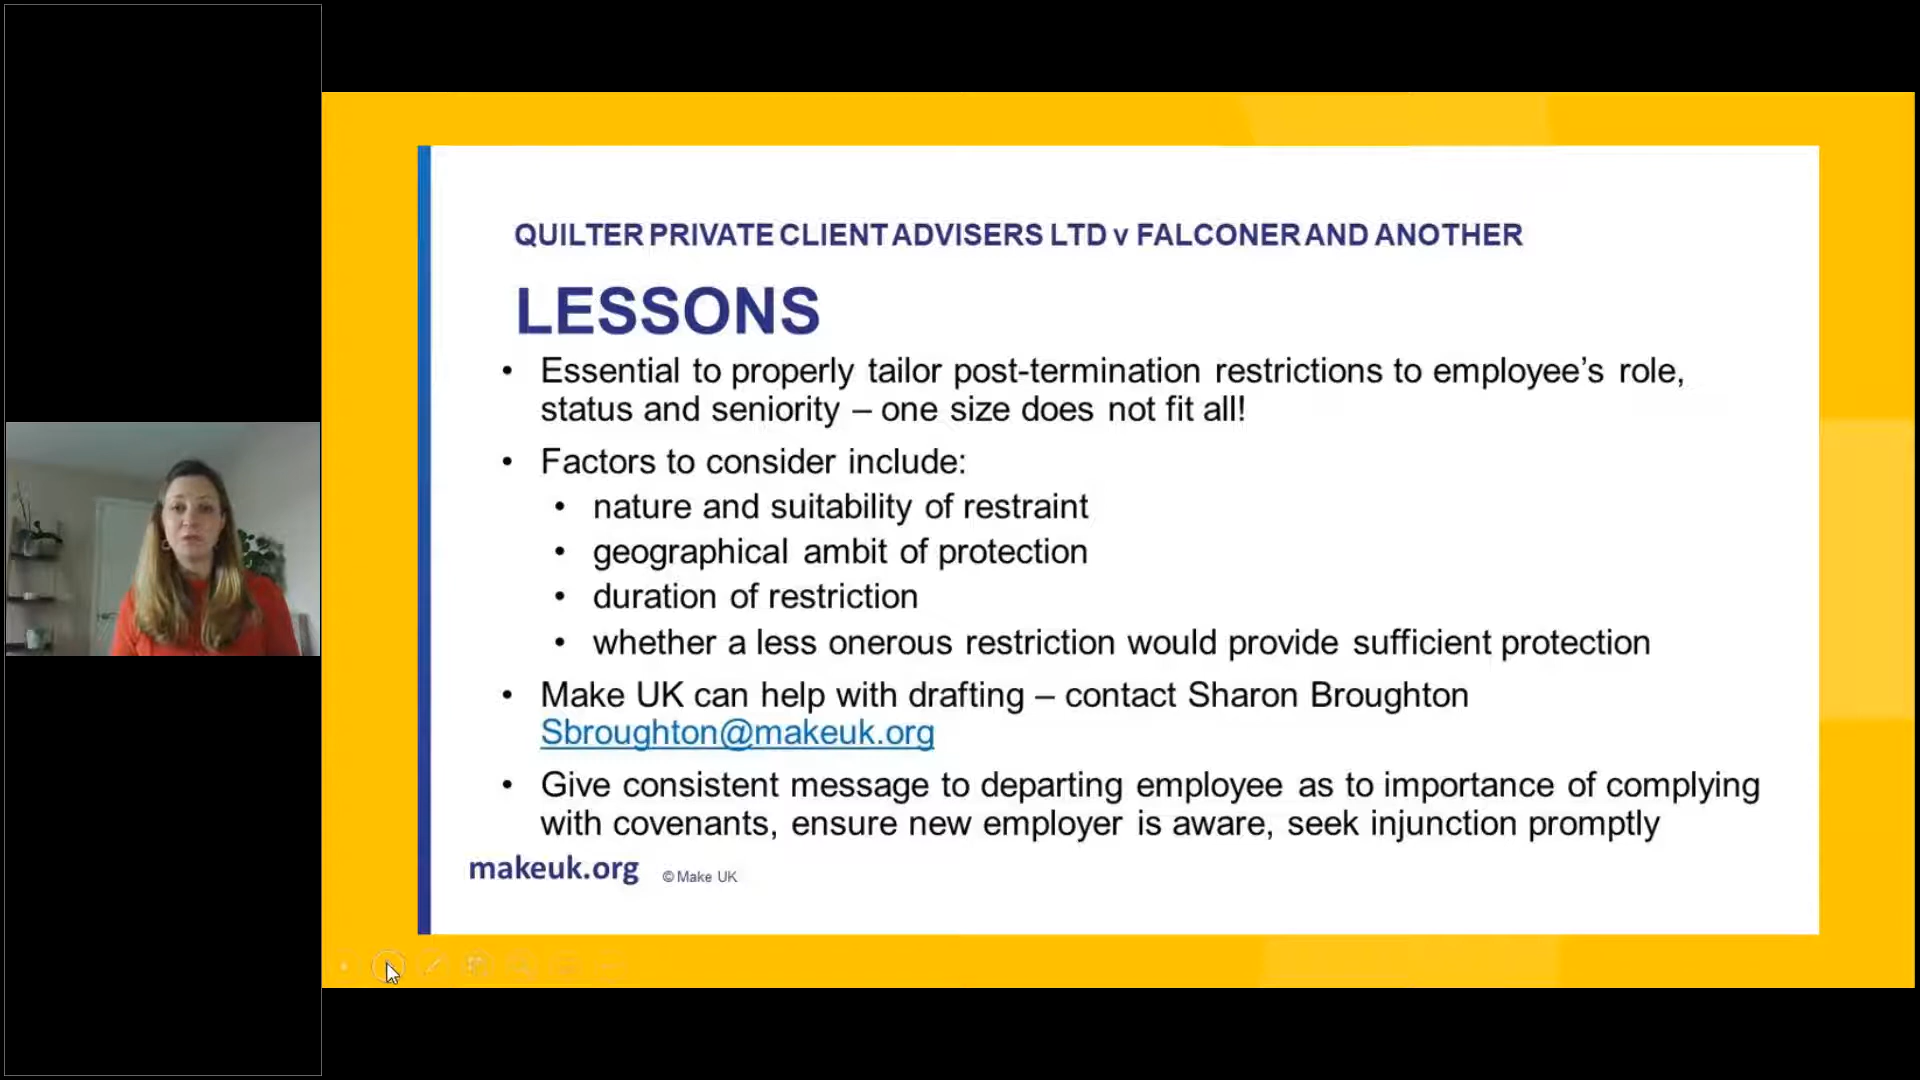 QUILTER PRIVATE CLIENT ADVISERS LTD v FALCONER AND ANOTHER
LESSONS
• Essential to properly tailor post-termination restrictions to employee’s role,
status and seniority – one size does not fit all!
• Factors to consider include:
• nature and suitability of restraint
• geographical ambit of protection
• duration of restriction
• whether a less onerous restriction would provide sufficient protection
• Make UK can help with drafting – contact Sharon Broughton
Sbroughton@makeuk.org
• Give consistent message to departing employee as to importance of complying
with covenants, ensure new employer is aware, seek injunction promptly
makeuk.org © Make UK